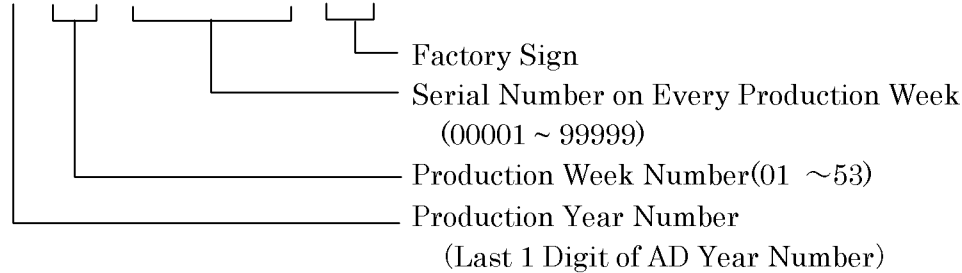 Factory Sign
Serial Number on Every Production Week
(00001 ~ 99999)
Production Week Number(01 ～53)
Production Year Number
(Last 1 Digit of AD Year Number)